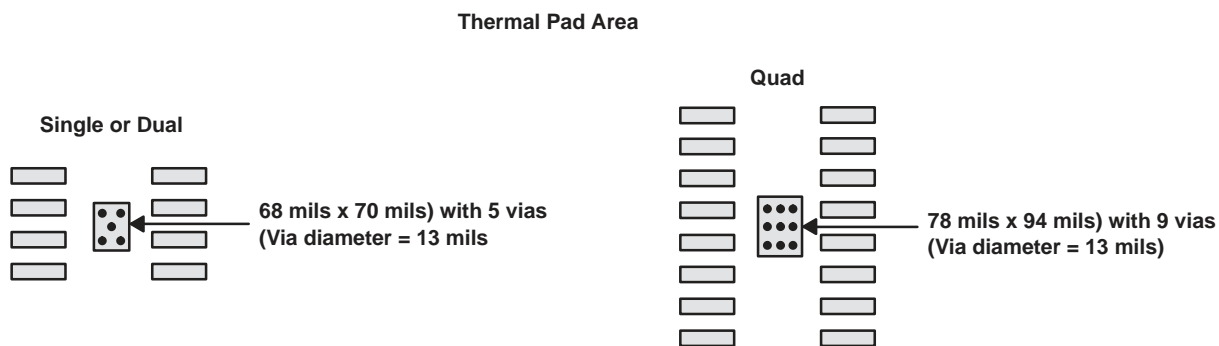 Thermal Pad Area
Quad
Single or Dual
68 mils x 70 mils) with 5 vias
(Via diameter = 13 mils
78 mils x 94 mils) with 9 vias
(Via diameter = 13 mils)